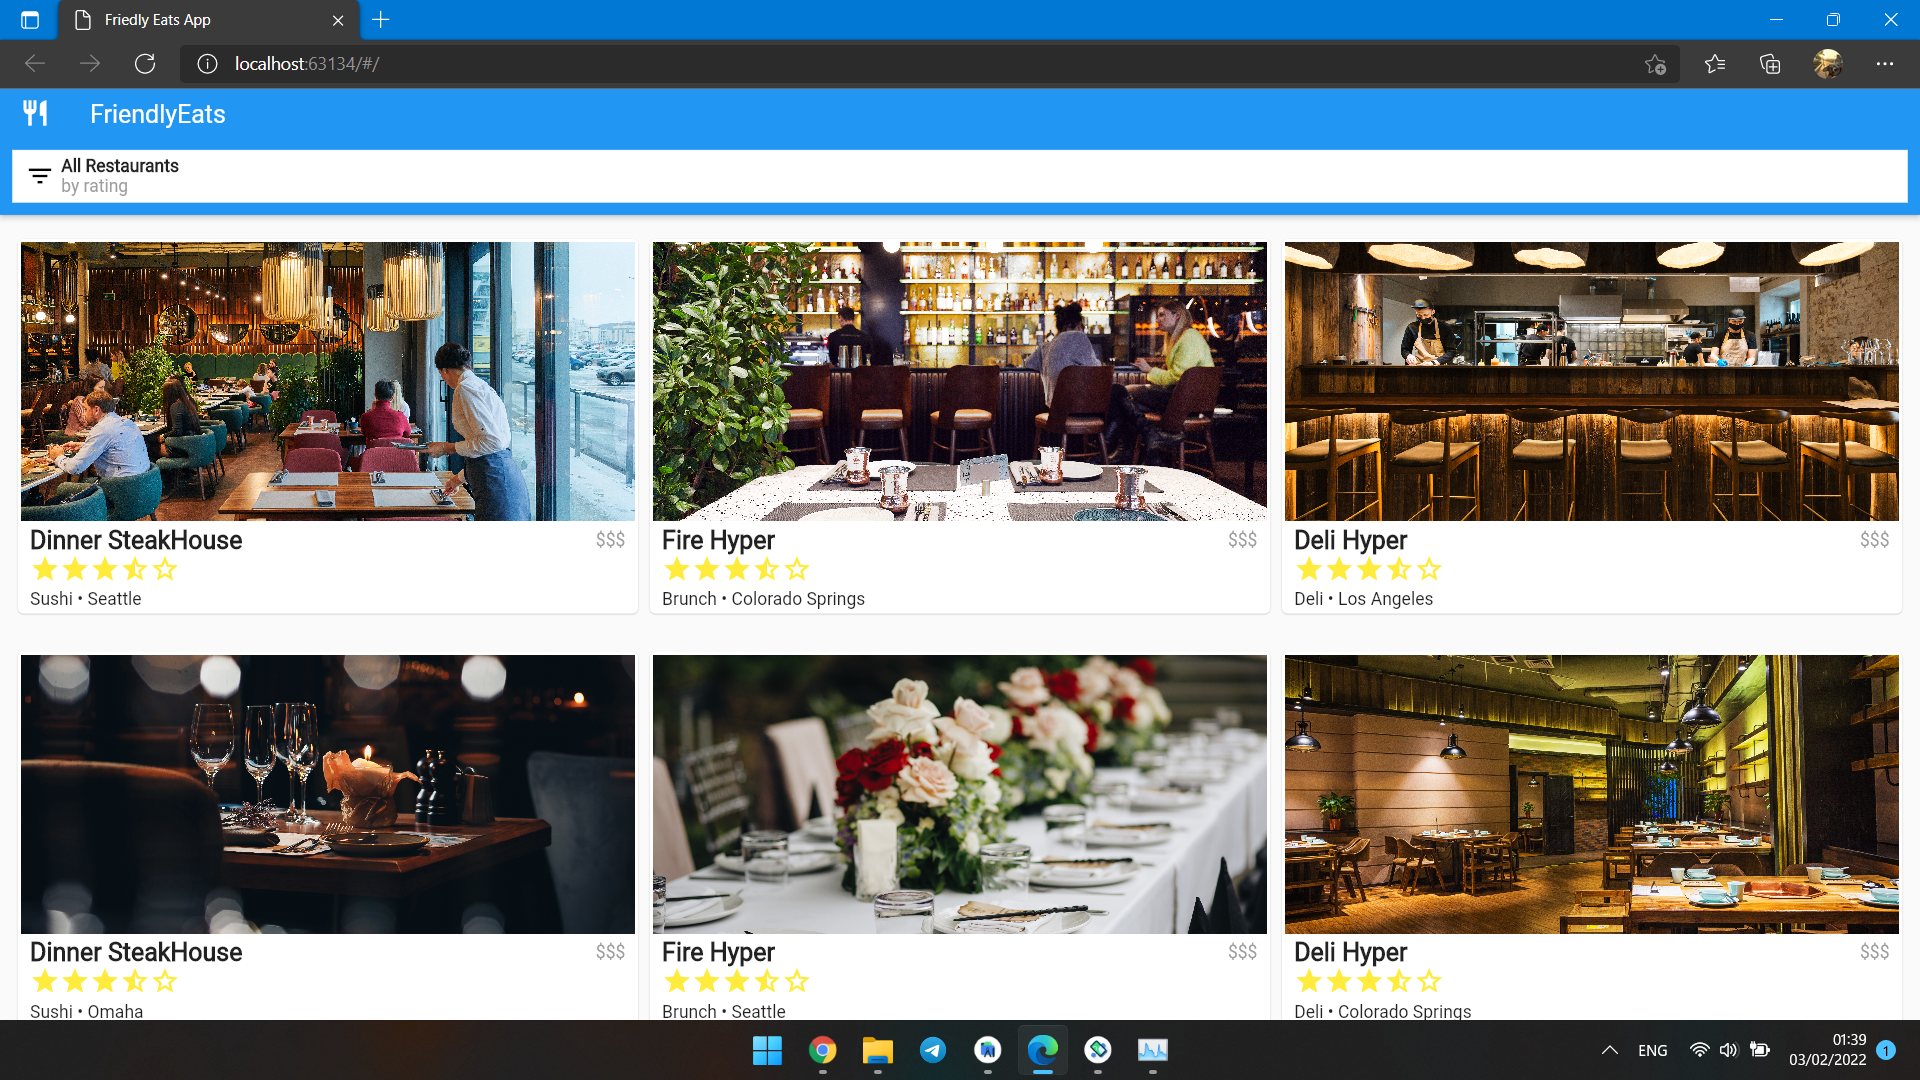 Friedly Eats App
localhost:63134/#/
FriendlyEats
All Restaurants
by rating
Dinner SteakHouse
$$$
Sushi • Seattle
Fire Hyper
$$$
Brunch • Colorado Springs
Deli Hyper
$$$
Deli • Los Angeles
Dinner SteakHouse
$$$
Sushi • Omaha
Fire Hyper
$$$
Brunch • Seattle
Deli Hyper
$$$
Deli • Colorado Springs
ENG
01:39
03/02/2022
1